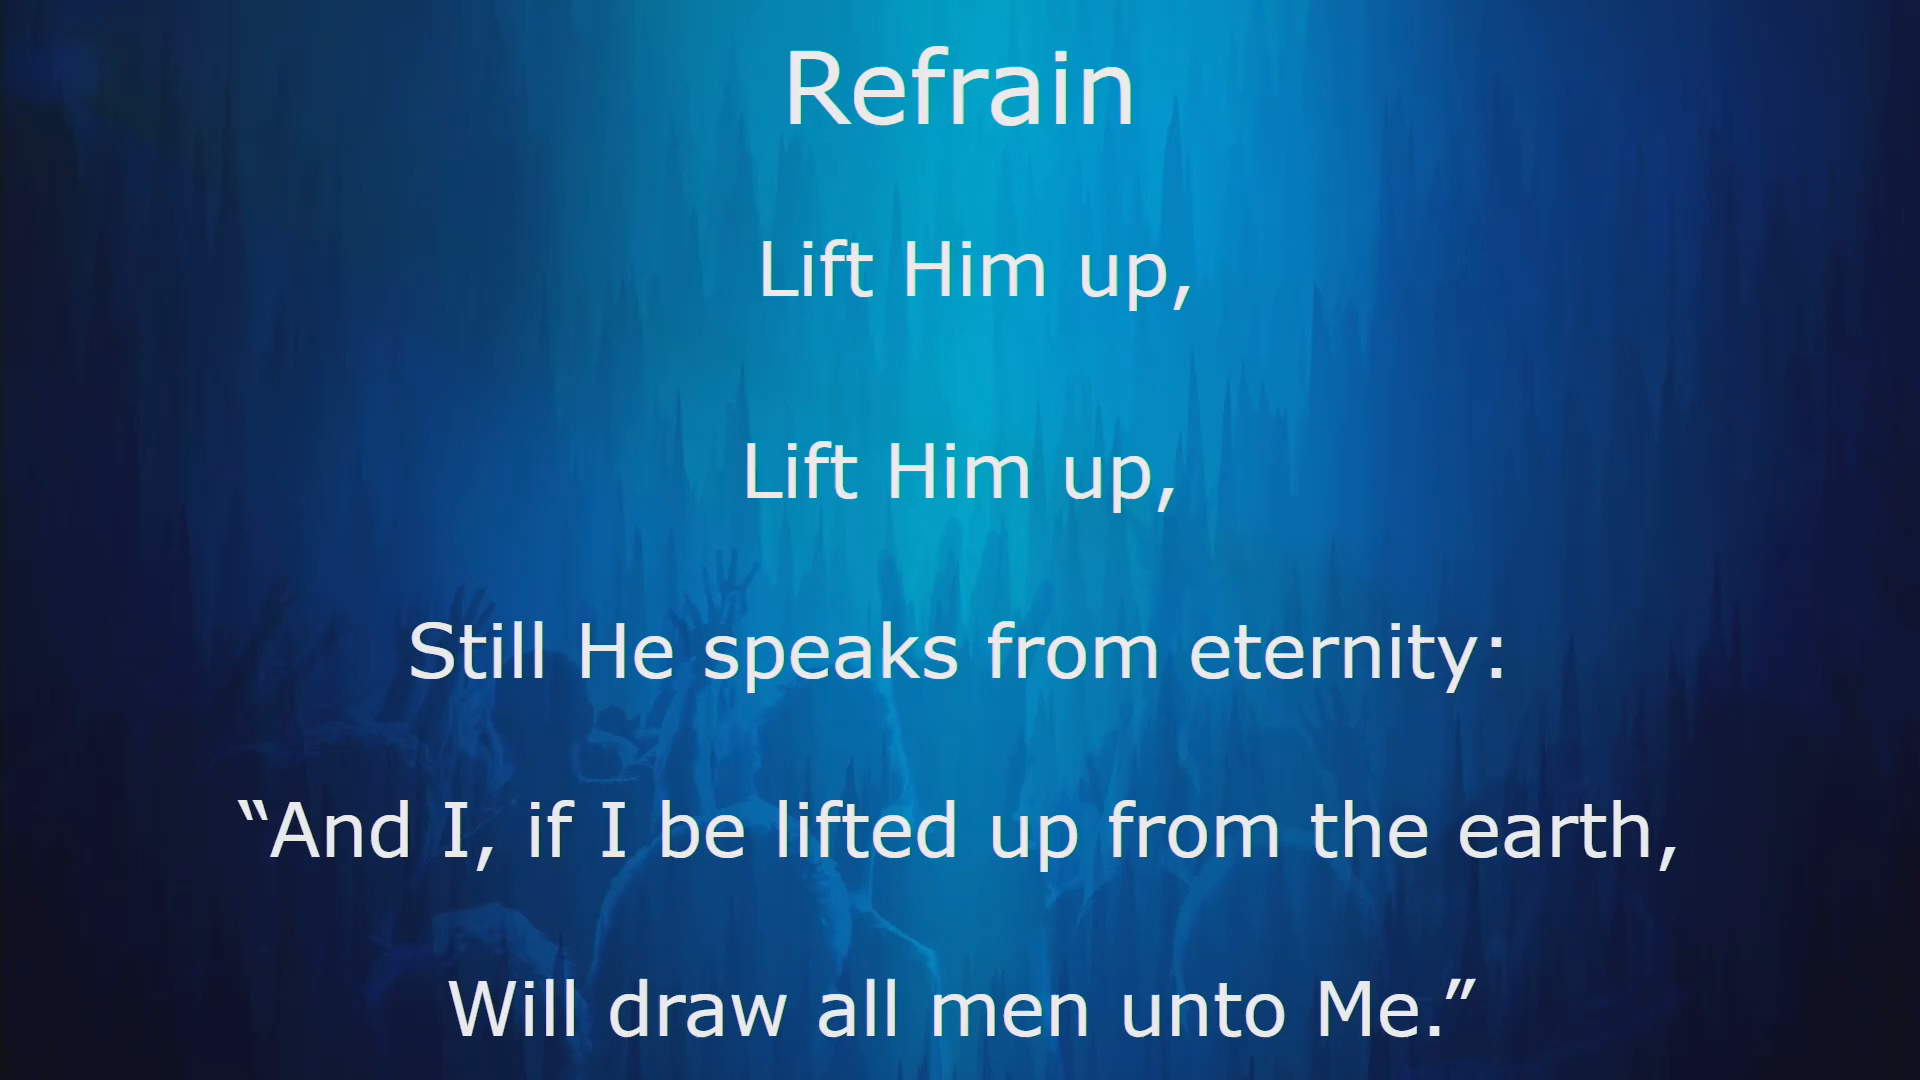 Refrain
Lift Him up,
Lift Him up,
Still He speaks from eternity:
“And I, if I be lifted up from the earth,
Will draw all men unto Me.”